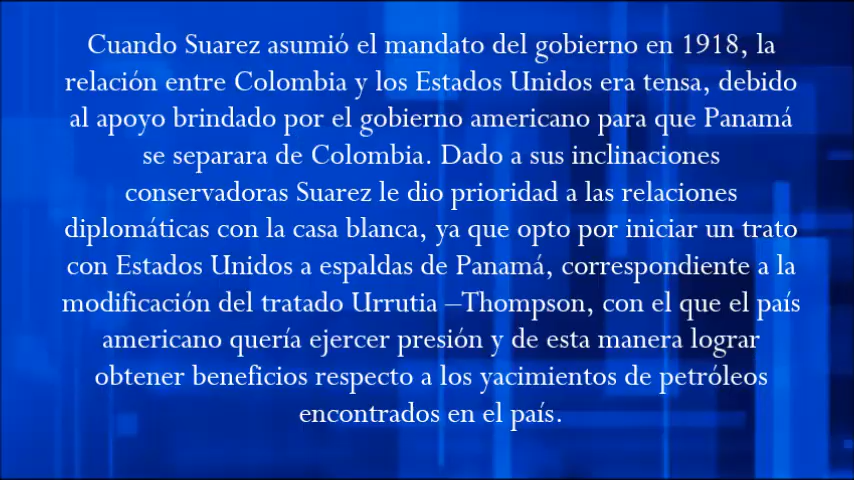 Cuando Suarez asumió el mandato del gobierno en 1918, la
relación entre Colombia y los Estados Unidos era tensa, debido
al apoyo brindado por el gobierno americano para que Panamá
se separara de Colombia. Dado a sus inclinaciones
conservadoras Suarez le dio prioridad a las relaciones
diplomáticas con la casa blanca, ya que opto por iniciar un trato
con Estados Unidos a espaldas de Panamá, correspondiente a la
modificación del tratado Urrutia –Thompson, con el que el país
americano quería ejercer presión y de esta manera lograr
obtener beneficios respecto a los yacimientos de petróleos
encontrados en el país.